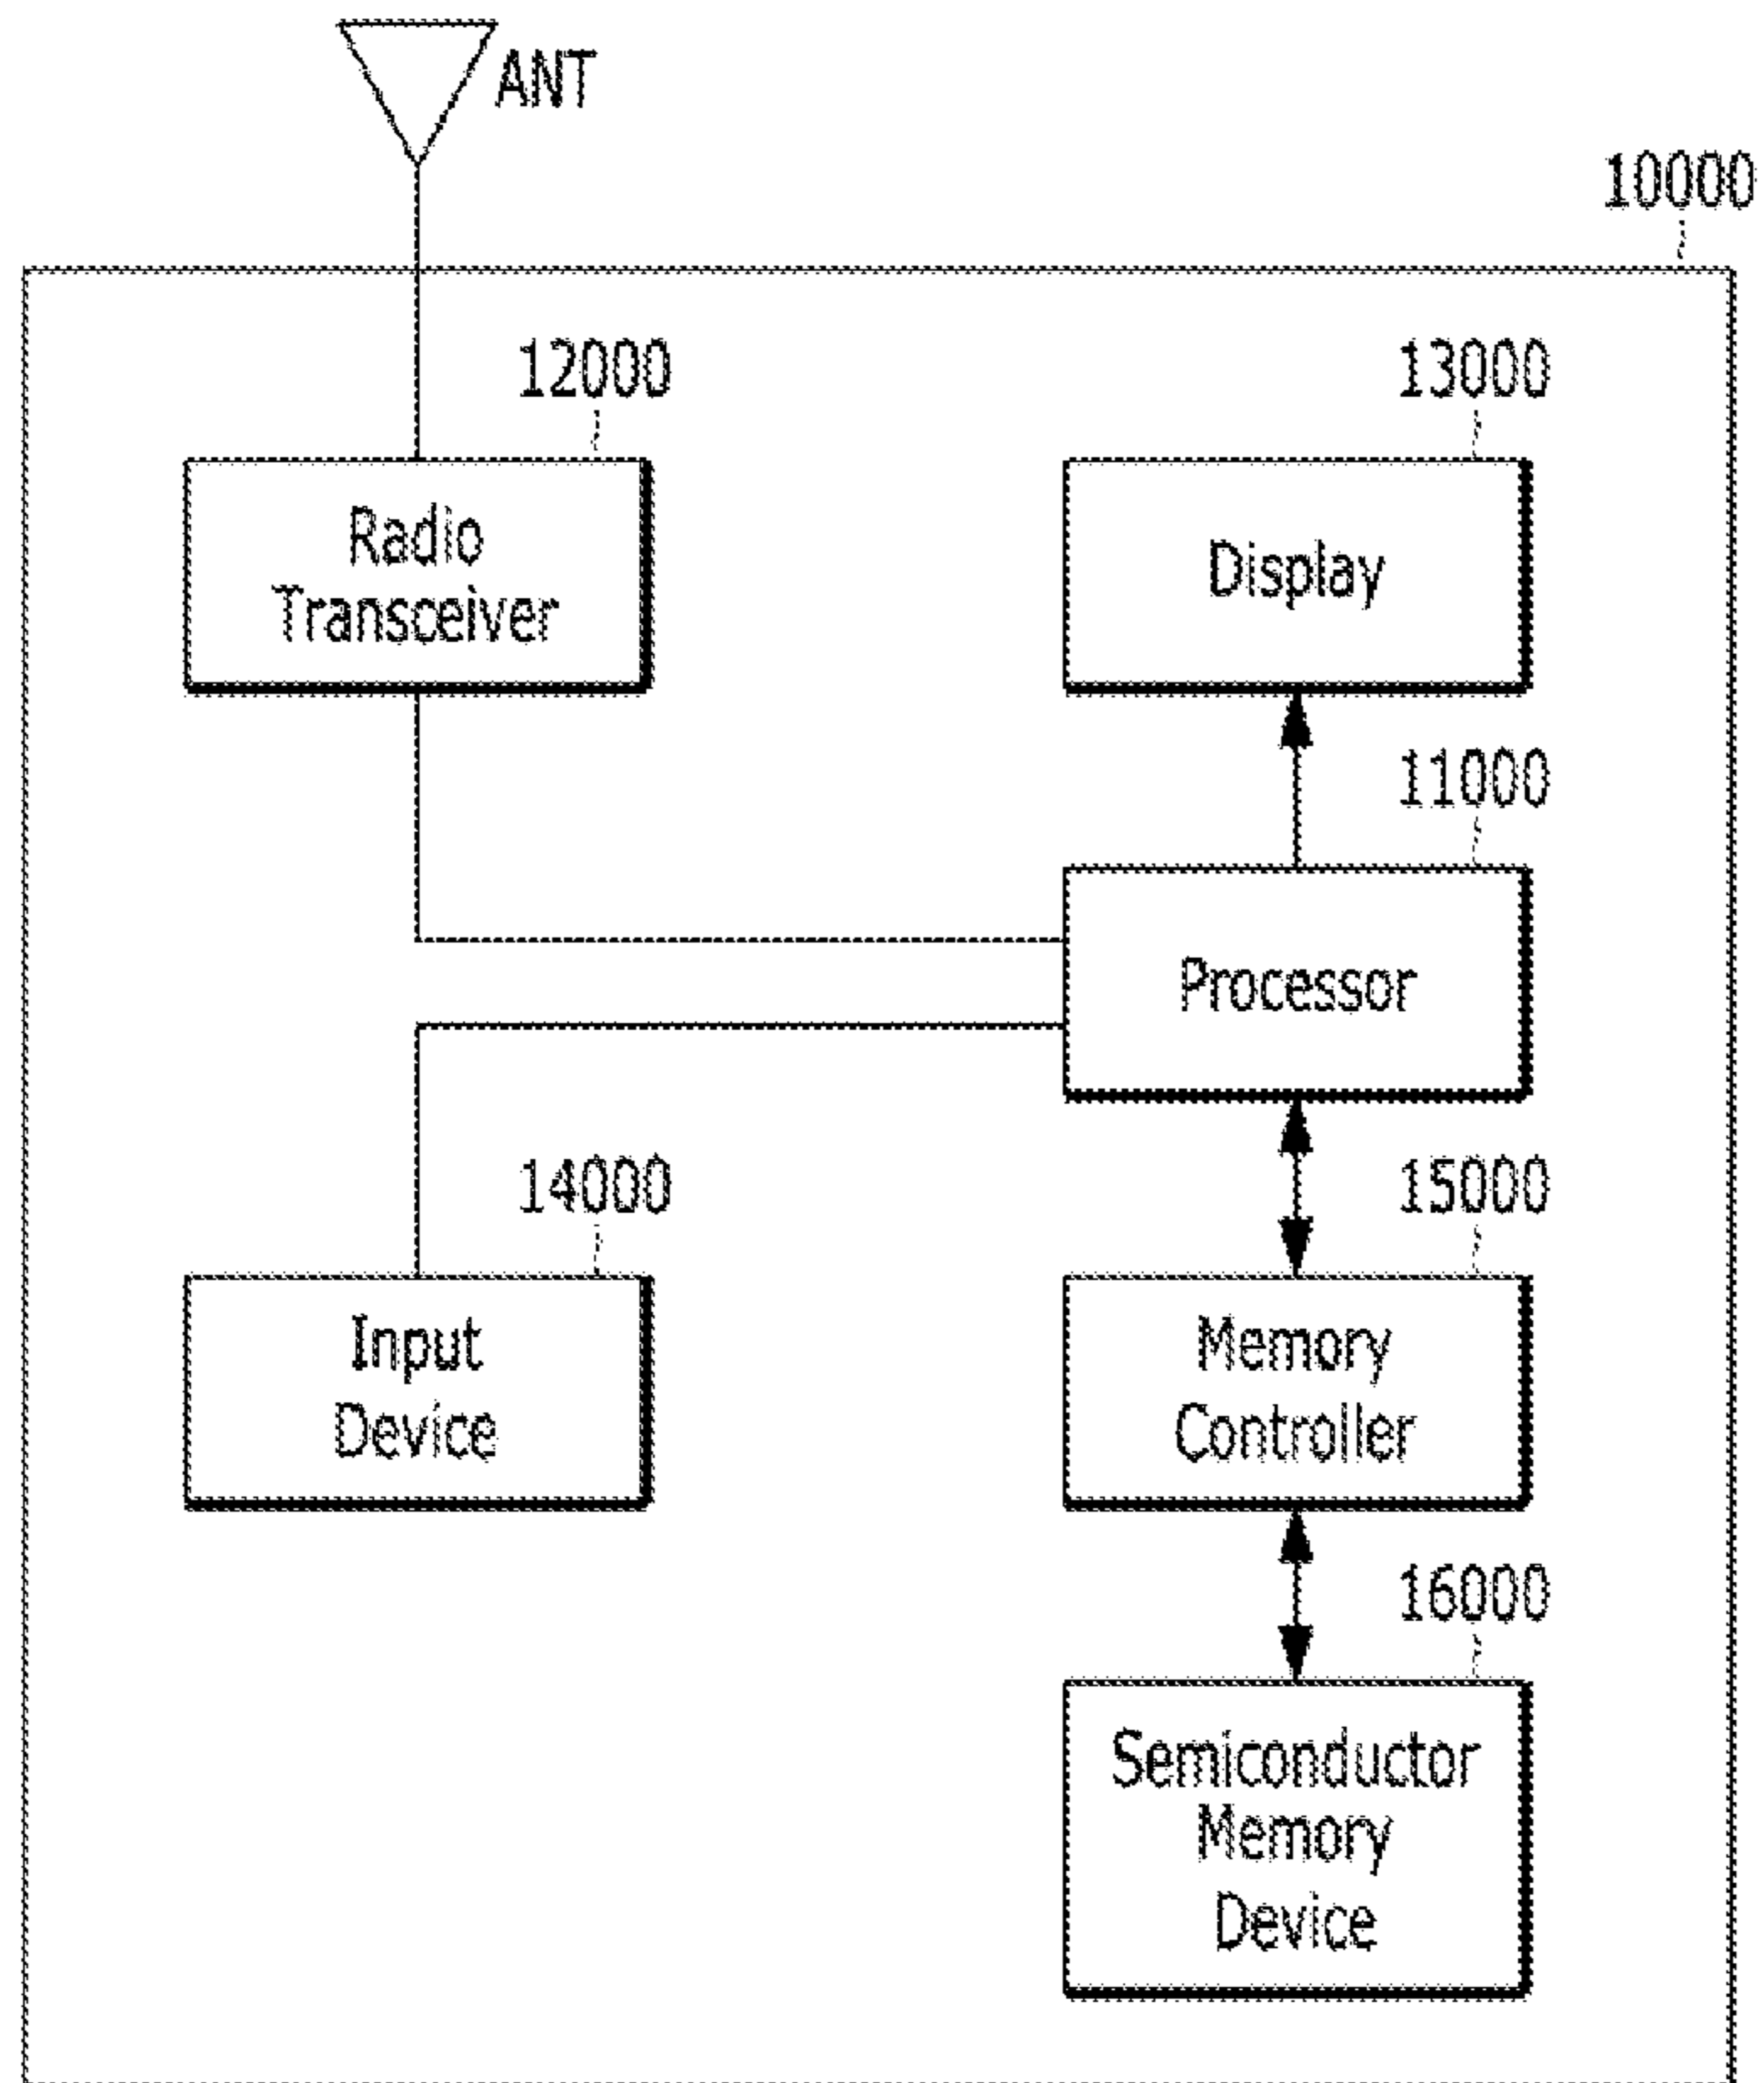 ANT
10000
12000
13000
Radio
Transceiver
Display
11000
Processor
14000
15000
Input
Device
Memory
Controller
16000
Semiconductor
Memory
Device